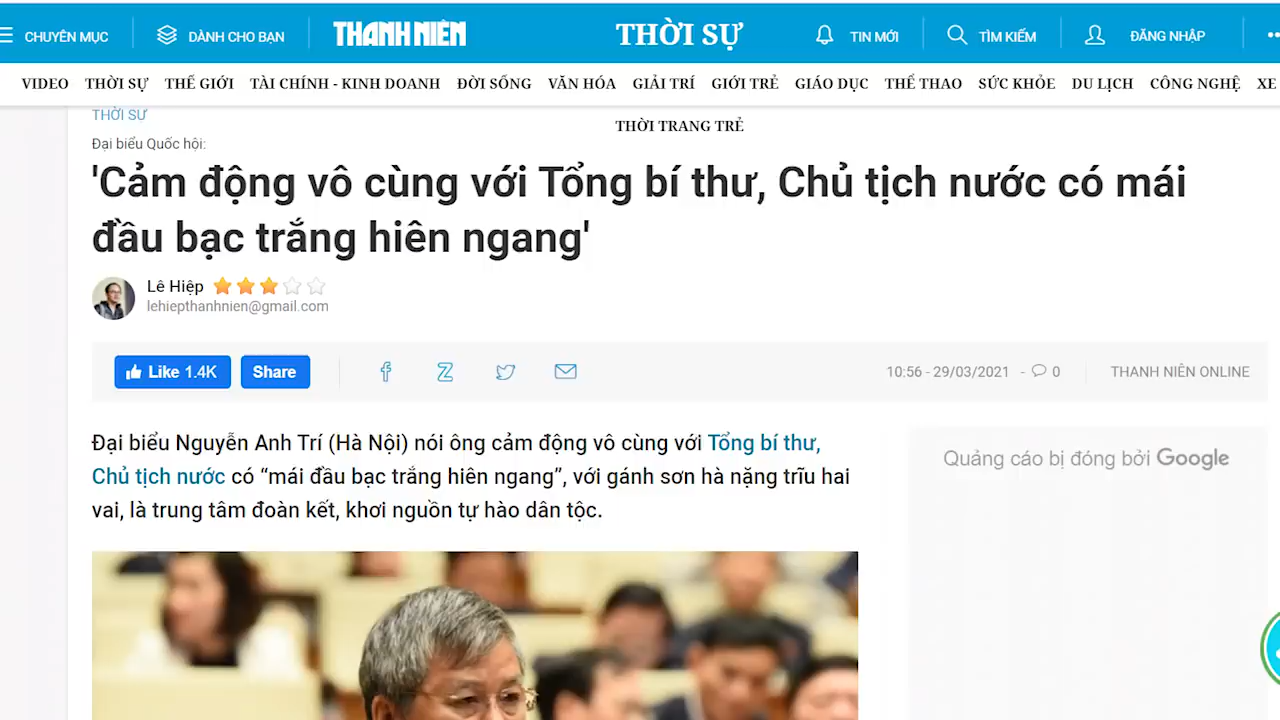 CHUYÊN MỤC DÀNH CHO BẠN THANH NIÊN THỜI SỰ TIN MỚI TÌM KIẾM ĐĂNG NHẬP
VIDEO THỜI SỰ THẾ GIỚI TÀI CHÍNH - KINH DOANH ĐỜI SỐNG VĂN HÓA GIẢI TRÍ GIỚI TRẺ GIÁO DỤC THỂ THAO SỨC KHỎE DU LỊCH CÔNG NGHỆ XE
THỜI TRANG TRẺ
THỜI SỰ
Đại biểu Quốc hội:
'Cảm động vô cùng với Tổng bí thư, Chủ tịch nước có mái
đầu bạc trắng hiên ngang'
Lê Hiệp
lehiepthanhnien@gmail.com
Like 1.4K Share 10:56 - 29/03/2021 - 0 THANH NIÊN ONLINE
Đại biểu Nguyễn Anh Trí (Hà Nội) nói ông cảm động vô cùng với Tổng bí thư,
Chủ tịch nước có “mái đầu bạc trắng hiên ngang”, với gánh sơn hà nặng trĩu hai
vai, là trung tâm đoàn kết, khơi nguồn tự hào dân tộc.
Quảng cáo bị đóng bởi Google